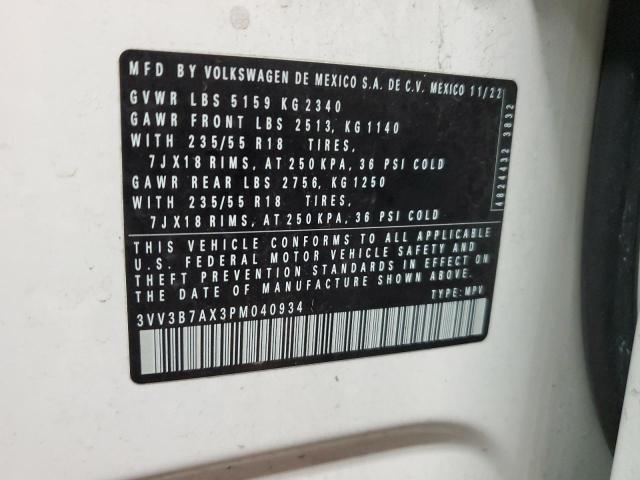 MFD BY VOLKSWAGEN DE MEXICO S.A. DE C.V. MEXICO 11/22
GVWR LBS 5159 KG 2340
GAWR FRONT LBS 2513, KG 1140
WITH 235/55 R18 TIRES,
7JX18 RIMS, AT 250 KPA, 36 PSI COLD
GAWR REAR LBS 2756, KG 1250
WITH 235/55 R18 TIRES,
7JX18 RIMS, AT 250 KPA, 36 PSI COLD
4824432 3832
THIS VEHICLE CONFORMS TO ALL APPLICABLE
U.S. FEDERAL MOTOR VEHICLE SAFETY AND
THEFT PREVENTION STANDARDS IN EFFECT ON
THE DATE OF MANUFACTURE SHOWN ABOVE.
TYPE: MPV
3VV3B7AX3PM040934